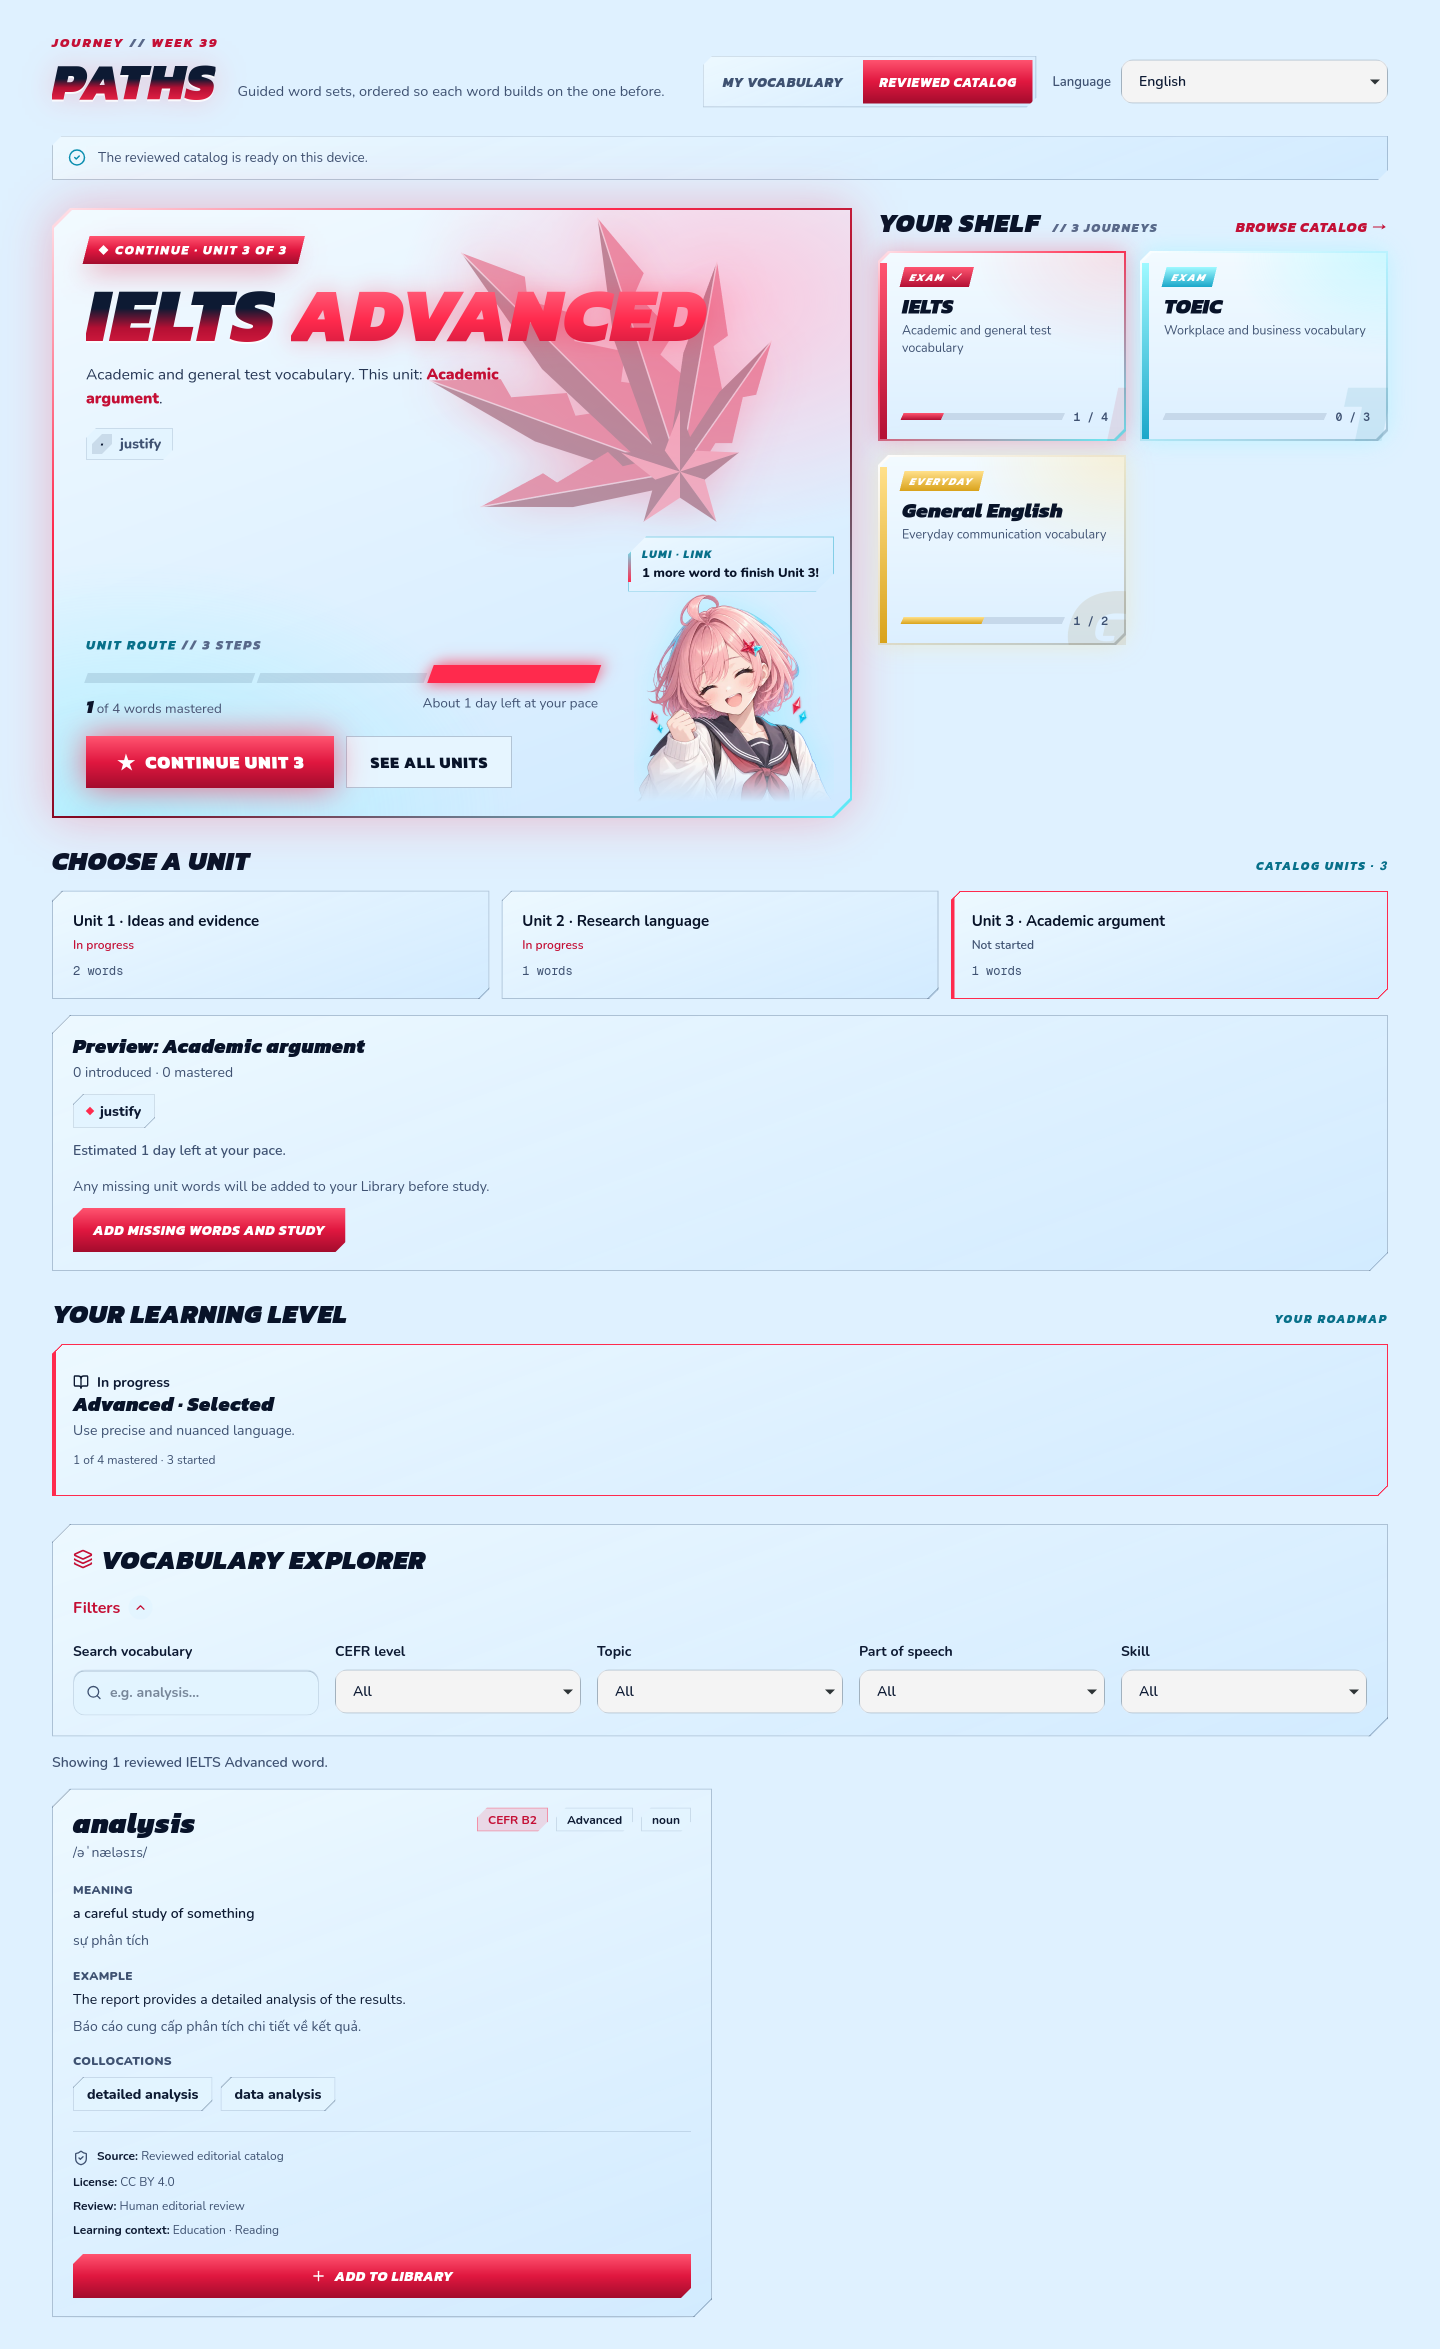 JOURNEY // WEEK 39
PATHS
Guided word sets, ordered so each word builds on the one before.
MY VOCABULARY
REVIEWED CATALOG
Language
English
The reviewed catalog is ready on this device.
CONTINUE · UNIT 3 OF 3
IELTS ADVANCED
Academic and general test vocabulary. This unit: Academic
argument.
justify
LUMI · LINK
1 more word to finish Unit 3!
UNIT ROUTE // 3 STEPS
1 of 4 words mastered
About 1 day left at your pace
★ CONTINUE UNIT 3
SEE ALL UNITS
YOUR SHELF // 3 JOURNEYS
BROWSE CATALOG →
EXAM ✓
IELTS
Academic and general test
vocabulary
1 / 4
EXAM
TOEIC
Workplace and business vocabulary
0 / 3
EVERYDAY
General English
Everyday communication vocabulary
1 / 2
CHOOSE A UNIT
CATALOG UNITS · 3
Unit 1 · Ideas and evidence
In progress
2 words
Unit 2 · Research language
In progress
1 words
Unit 3 · Academic argument
Not started
1 words
Preview: Academic argument
0 introduced · 0 mastered
justify
Estimated 1 day left at your pace.
Any missing unit words will be added to your Library before study.
ADD MISSING WORDS AND STUDY
YOUR LEARNING LEVEL
YOUR ROADMAP
In progress
Advanced · Selected
Use precise and nuanced language.
1 of 4 mastered · 3 started
VOCABULARY EXPLORER
Filters
Search vocabulary
e.g. analysis...
CEFR level
All
Topic
All
Part of speech
All
Skill
All
Showing 1 reviewed IELTS Advanced word.
analysis
CEFR B2
Advanced
noun
/əˈnæləsɪs/
MEANING
a careful study of something
sự phân tích
EXAMPLE
The report provides a detailed analysis of the results.
Báo cáo cung cấp phân tích chi tiết về kết quả.
COLLOCATIONS
detailed analysis
data analysis
Source: Reviewed editorial catalog
License: CC BY 4.0
Review: Human editorial review
Learning context: Education · Reading
+ ADD TO LIBRARY